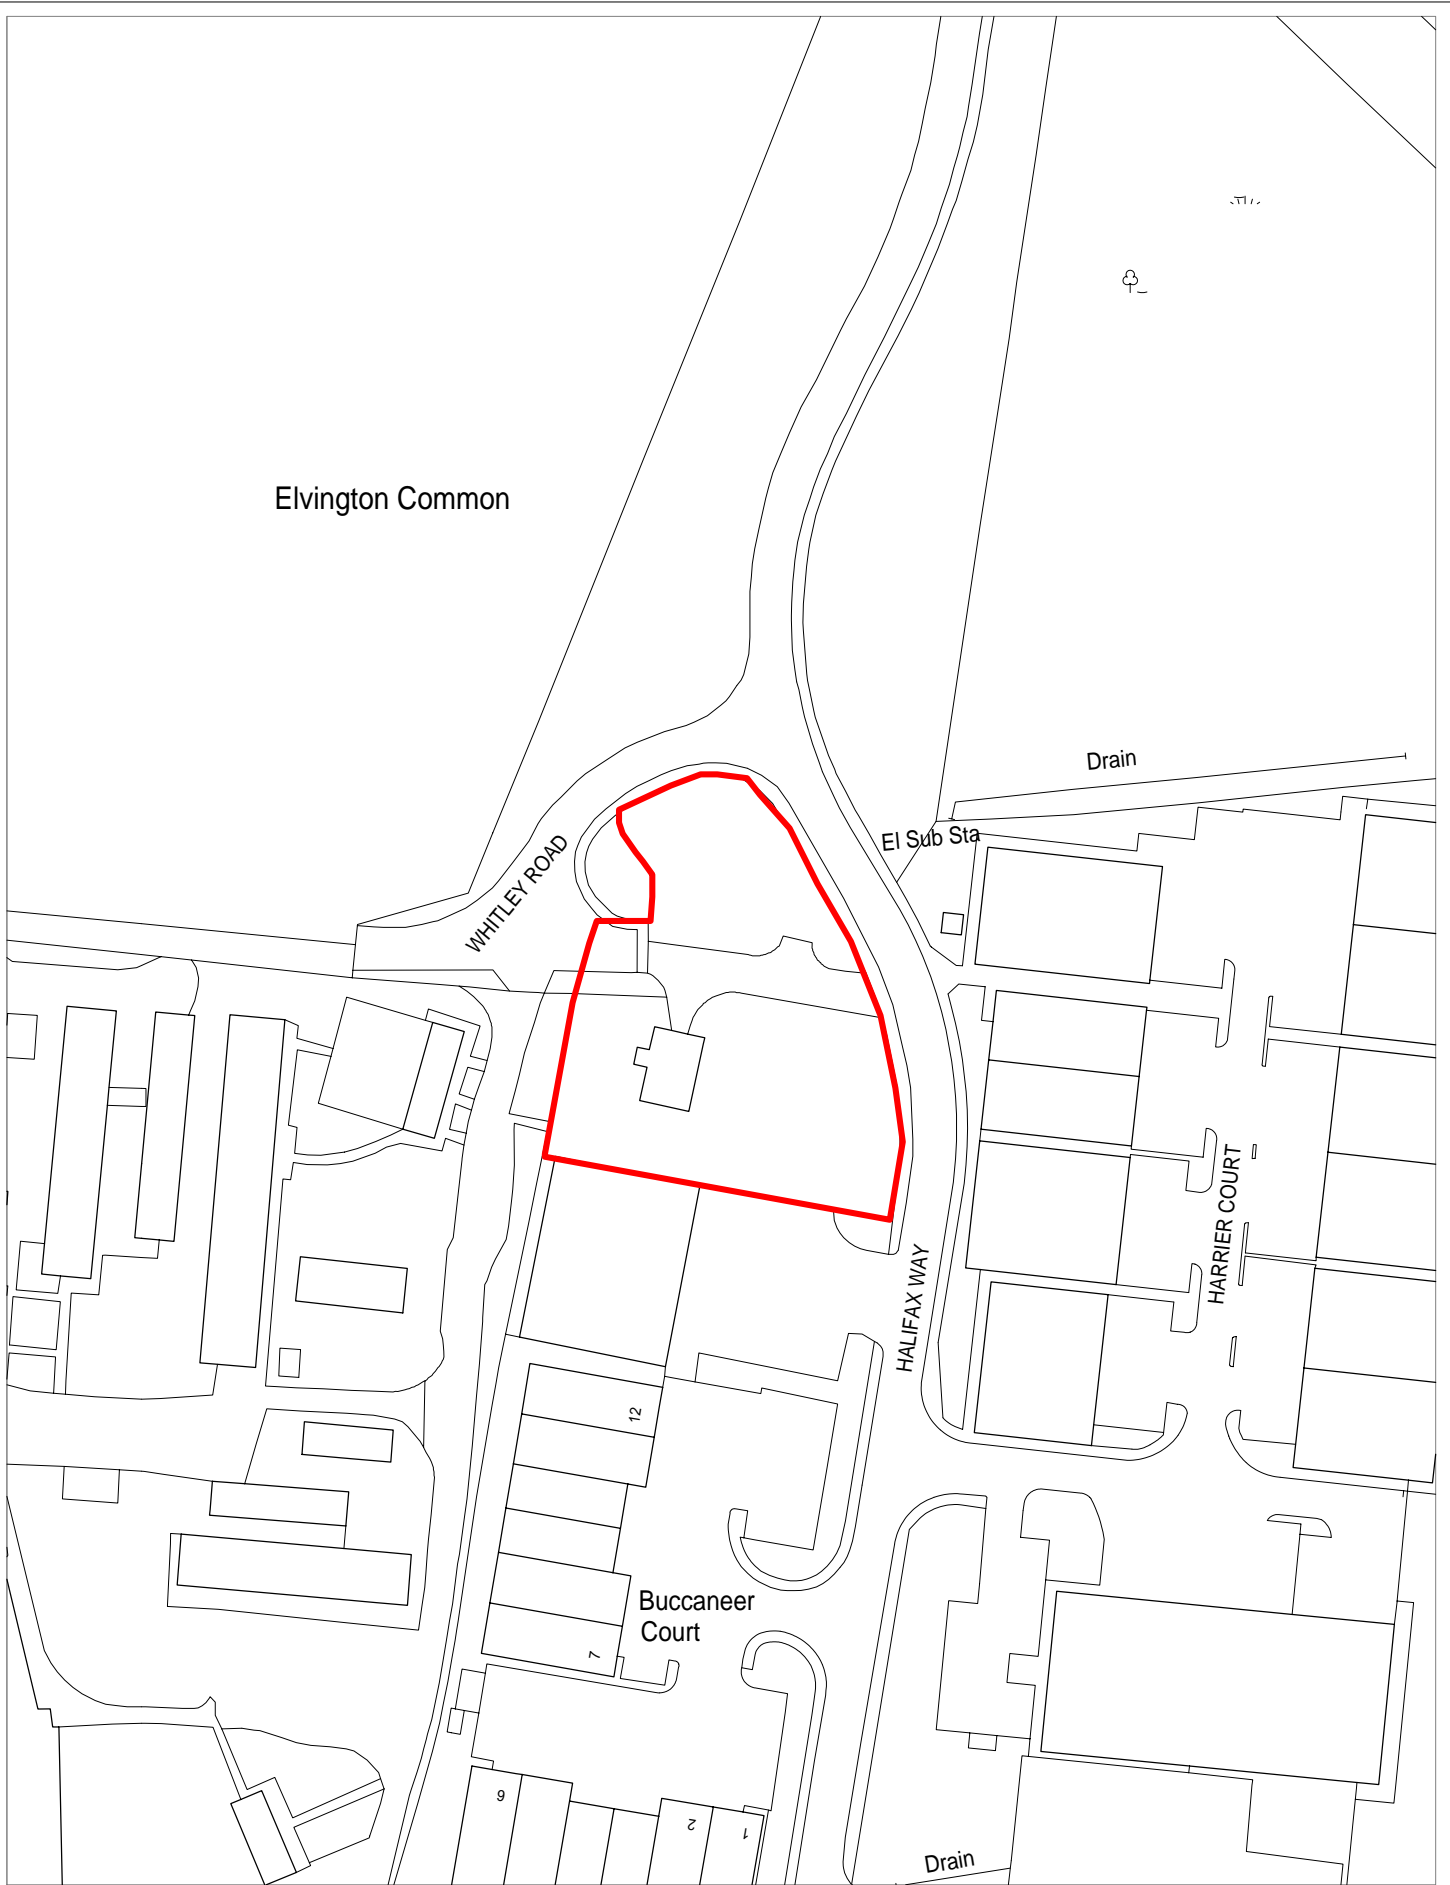 Elvington Common
Drain
El Sub Sta
WHITLEY ROAD
HARRIER COURT
HALIFAX WAY
12
Buccaneer
Court
7
6
2
1
Drain